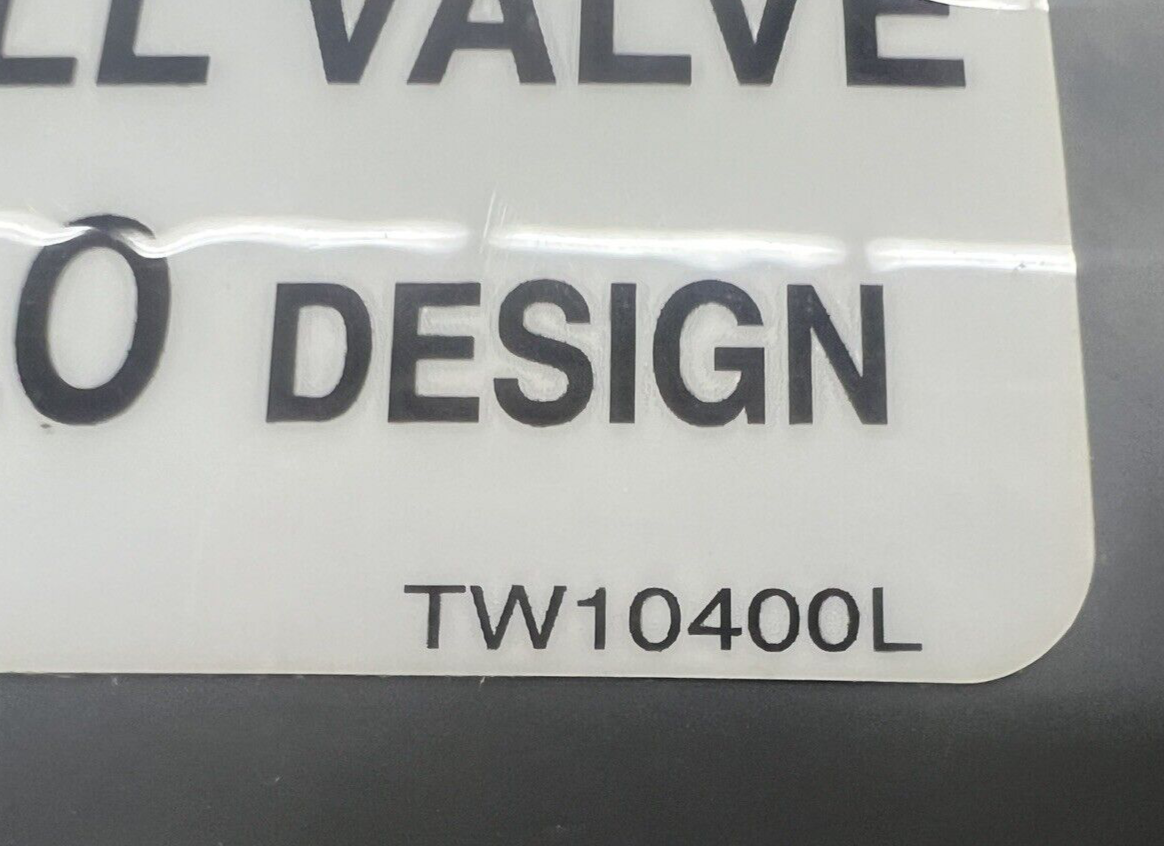 LL VALVE
O DESIGN
TW10400L